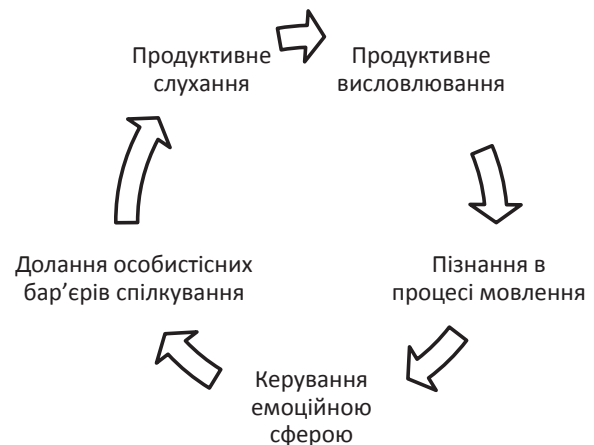 Продуктивне
слухання
Продуктивне
висловлювання
Пізнання в
процесі мовлення
Керування
емоційною
сферою
Долання особистісних
бар’єрів спілкування